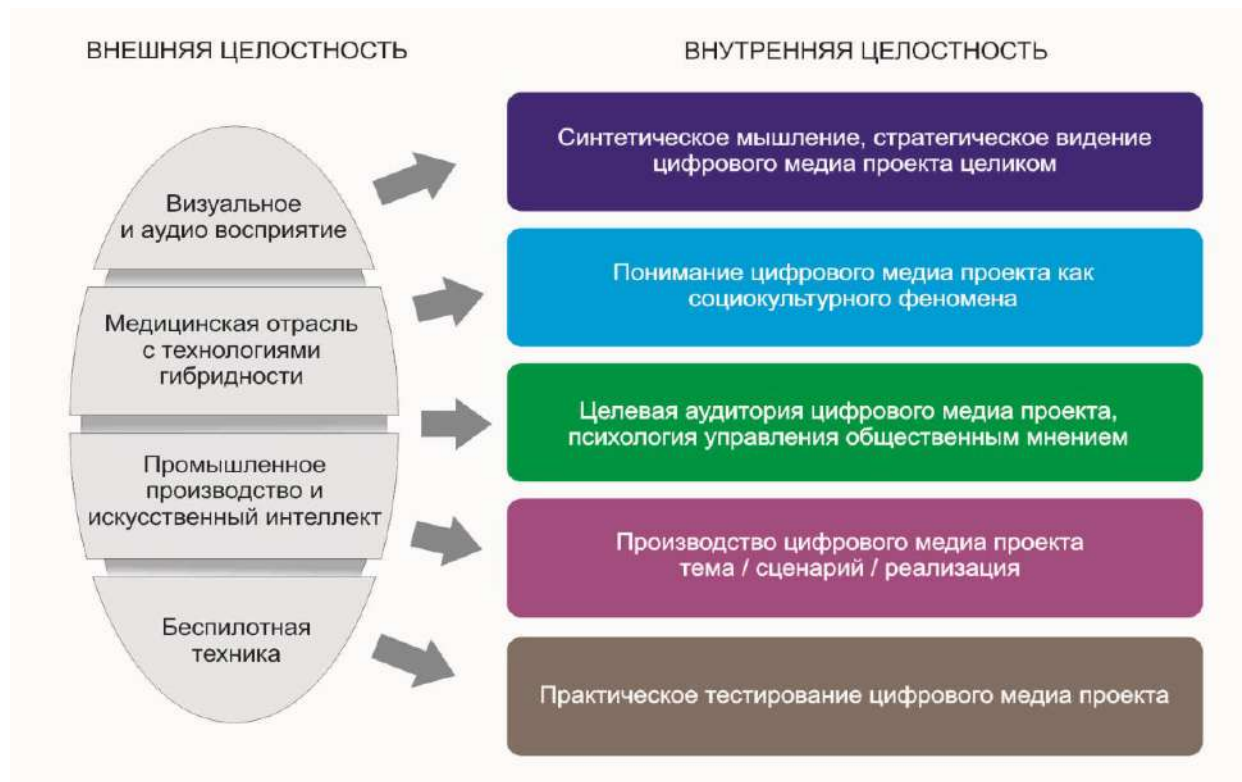 ВНЕШНЯЯ ЦЕЛОСТНОСТЬ
Визуальное
и аудио восприятие
Медицинская отрасль
с технологиями
гибридности
Промышленное
производство и
искусственный интеллект
Беспилотная
техника
ВНУТРЕННЯЯ ЦЕЛОСТНОСТЬ
Синтетическое мышление, стратегическое видение
цифрового медиа проекта целиком
Понимание цифрового медиа проекта как
социокультурного феномена
Целевая аудитория цифрового медиа проекта,
психология управления общественным мнением
Производство цифрового медиа проекта
тема / сценарий / реализация
Практическое тестирование цифрового медиа проекта